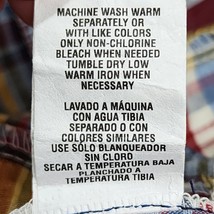 MACHINE WASH WARM
SEPARATELY OR
WITH LIKE COLORS
ONLY NON-CHLORINE
BLEACH WHEN NEEDED
TUMBLE DRY LOW
WARM IRON WHEN
NECESSARY
LAVADO A MÁQUINA
CON AGUA TIBIA
SEPARADO O CON
COLORES SIMILARES
USE SÓLO BLANQUEADOR
SIN CLORO
SECAR A TEMPERATURA BAJA
PLANCHADO A
TEMPERATURA TIBIA